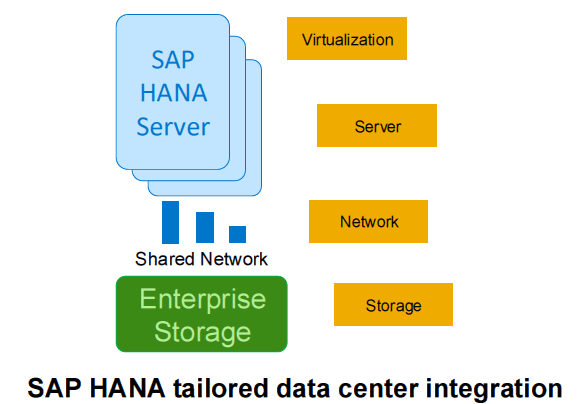 SAP
HANA
Server
Virtualization
Server
Network
Shared Network
Enterprise
Storage
Storage
SAP HANA tailored data center integration